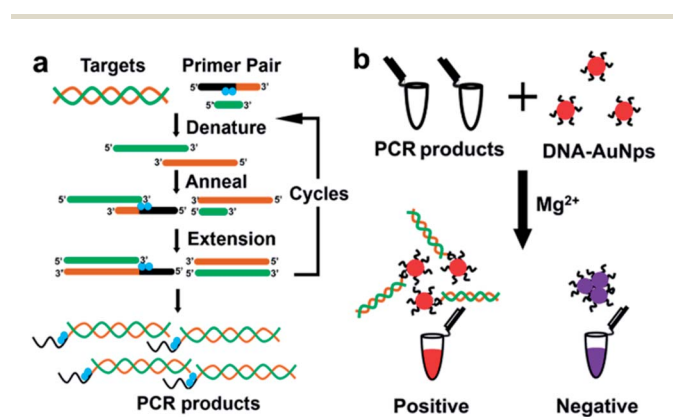 a
Targets
Primer Pair
5' 3'
5' 3'
Denature
5' 3'
3' 5'
Anneal
Cycles
5' 3' 3' 5'
3' 5' 5' 3'
Extension
5' 3' 3' 5'
3' 5' 5' 3'
PCR products
b
PCR products
+
DNA-AuNps
Mg²⁺
Positive
Negative